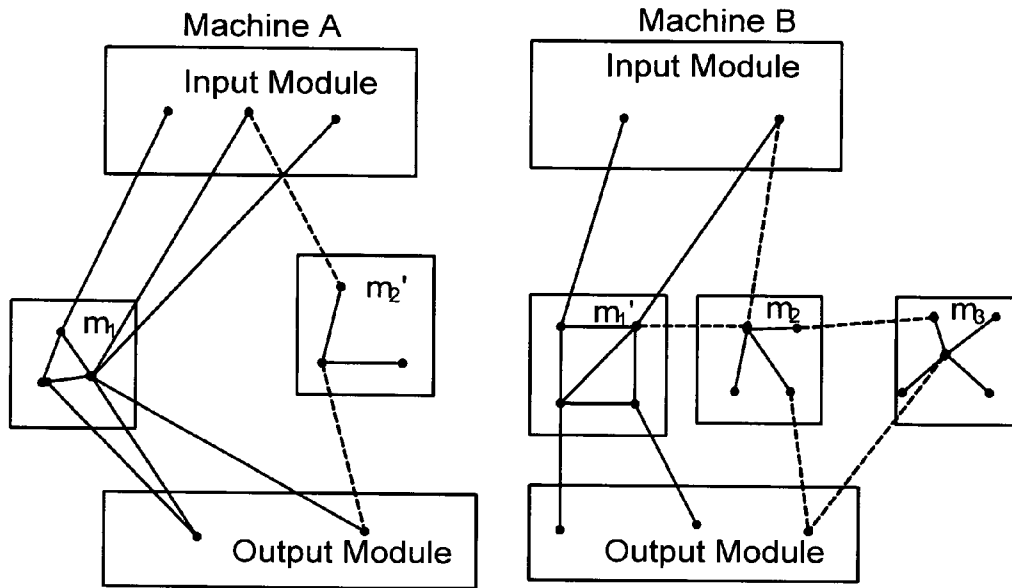 Machine A
Input Module
m₁
m₂'
Output Module
Machine B
Input Module
m₁'
m₂
m₃
Output Module